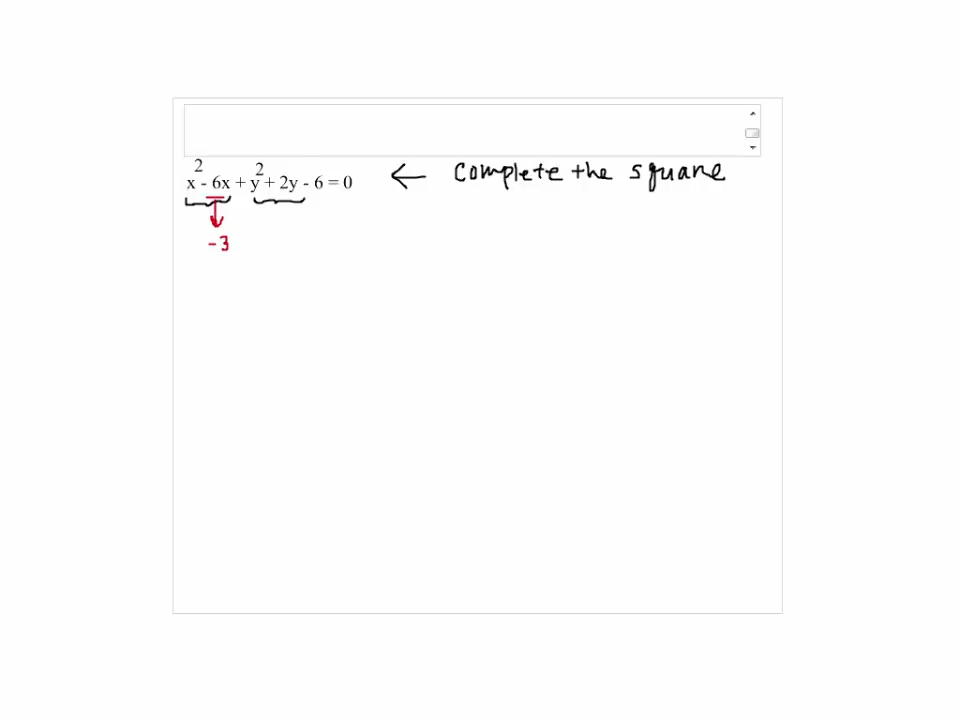 x² - 6x + y² + 2y - 6 = 0 ← complete the square
-3